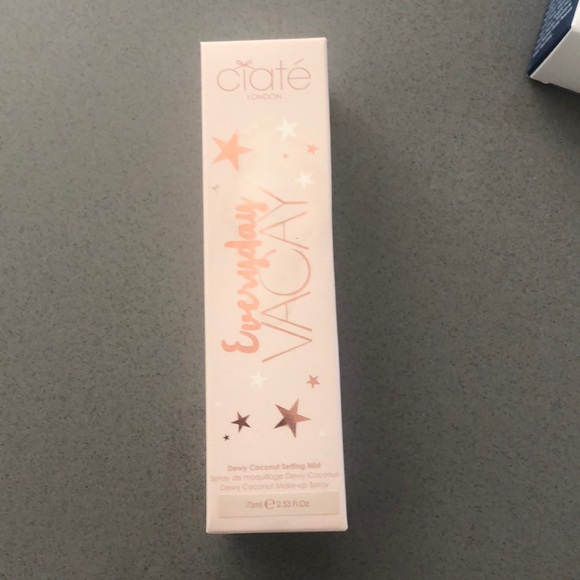 ciaté
LONDON
Everyday
VACAY
Dewy Coconut Setting Mist
Spray de maquillage Dewy Coconut
Dewy Coconut Make-up Spray
75ml ℮ 2.53 Fl.Oz